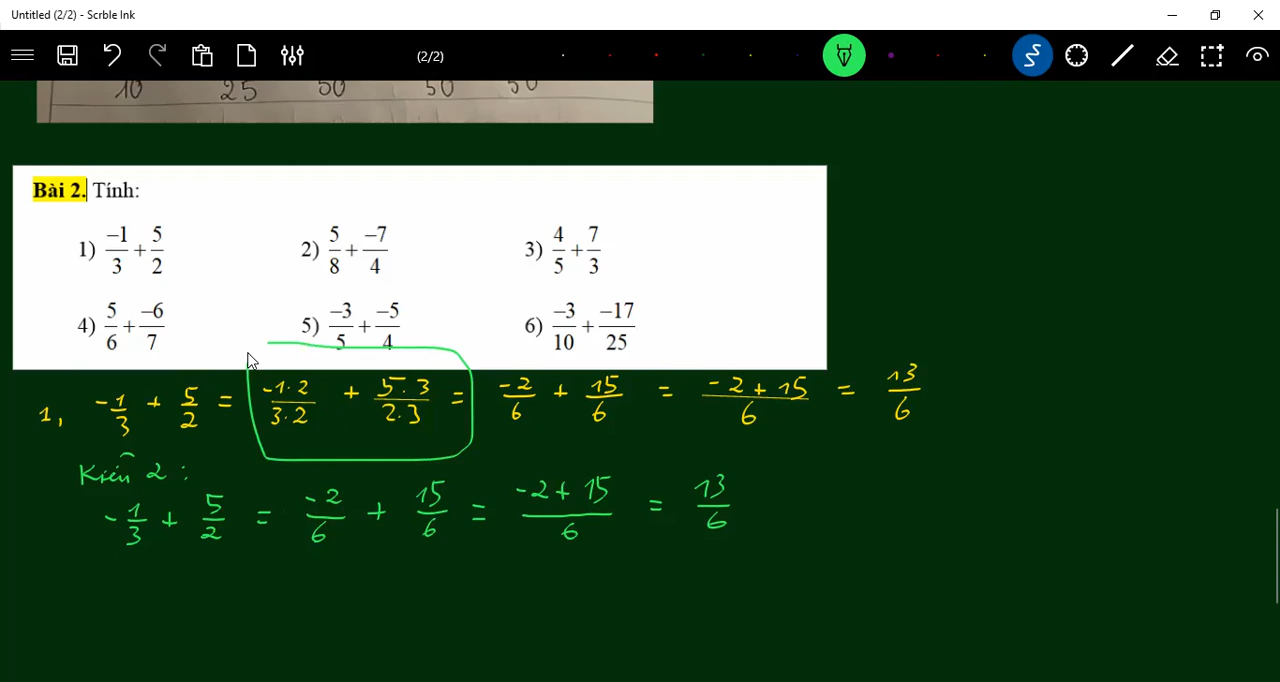 Untitled (2/2) - Scrble Ink
(2/2)
10 25 50 50 50
Bài 2. Tính:
1) -1/3 + 5/2 2) 5/8 + -7/4 3) 4/5 + 7/3
4) 5/6 + -6/7 5) -3/5 + -5/4 6) -3/10 + -17/25
1, -1/3 + 5/2 = -1·2/3·2 + 5·3/2·3 = -2/6 + 15/6 = -2+15/6 = 13/6
Kiển 2 :
-1/3 + 5/2 = -2/6 + 15/6 = -2+15/6 = 13/6